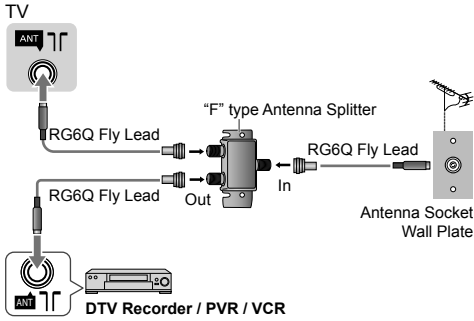 TV
ANT
"F" type Antenna Splitter
RG6Q Fly Lead
RG6Q Fly Lead
RG6Q Fly Lead
Out
In
Antenna Socket
Wall Plate
ANT
DTV Recorder / PVR / VCR